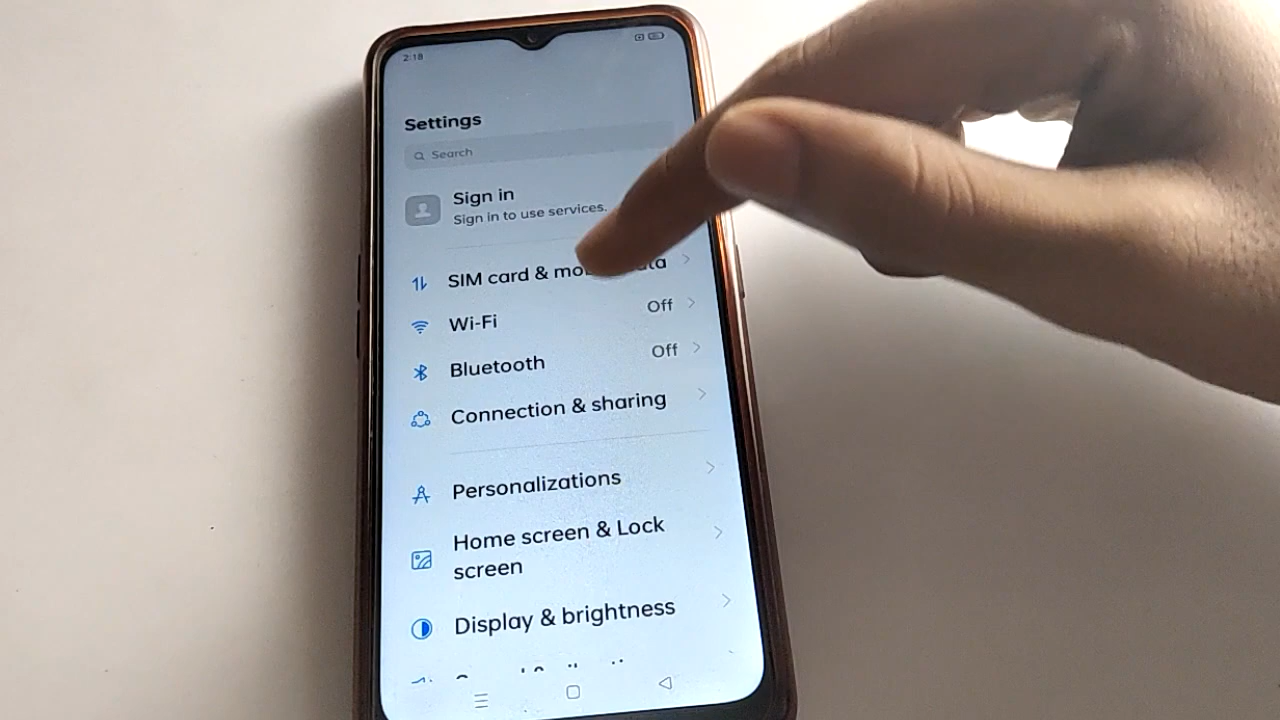 2:18
Settings
Search
Sign in
Sign in to use services.
SIM card & mo
Wi-Fi
Off
Bluetooth
Off
Connection & sharing
Personalizations
Home screen & Lock
screen
Display & brightness